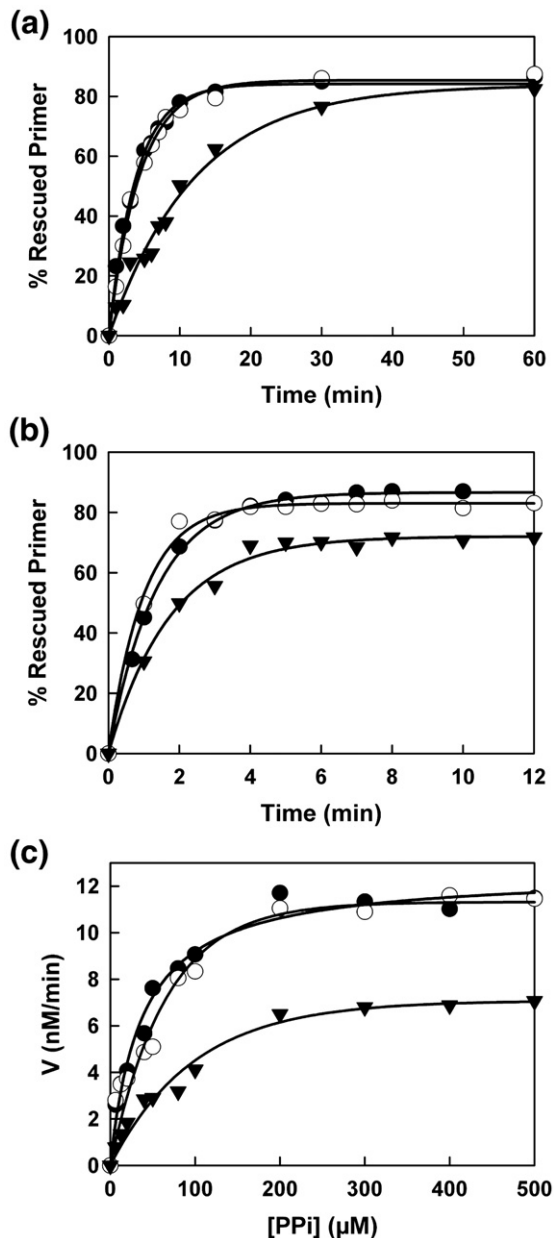 (a)
100
80
60
40
20
0
% Rescued Primer
0 10 20 30 40 50 60
Time (min)
(b)
100
80
60
40
20
0
% Rescued Primer
0 2 4 6 8 10 12
Time (min)
(c)
12
10
8
6
4
2
0
V (nM/min)
0 100 200 300 400 500
[PPi] (µM)